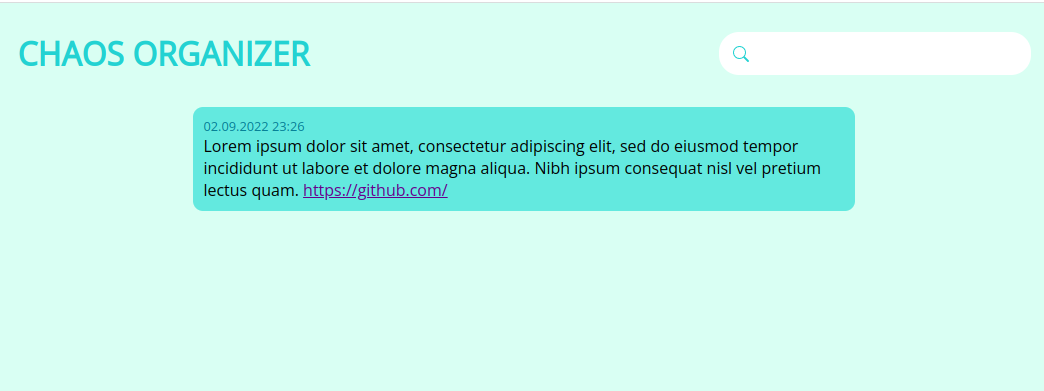 CHAOS ORGANIZER
02.09.2022 23:26
Lorem ipsum dolor sit amet, consectetur adipiscing elit, sed do eiusmod tempor
incididunt ut labore et dolore magna aliqua. Nibh ipsum consequat nisl vel pretium
lectus quam. https://github.com/